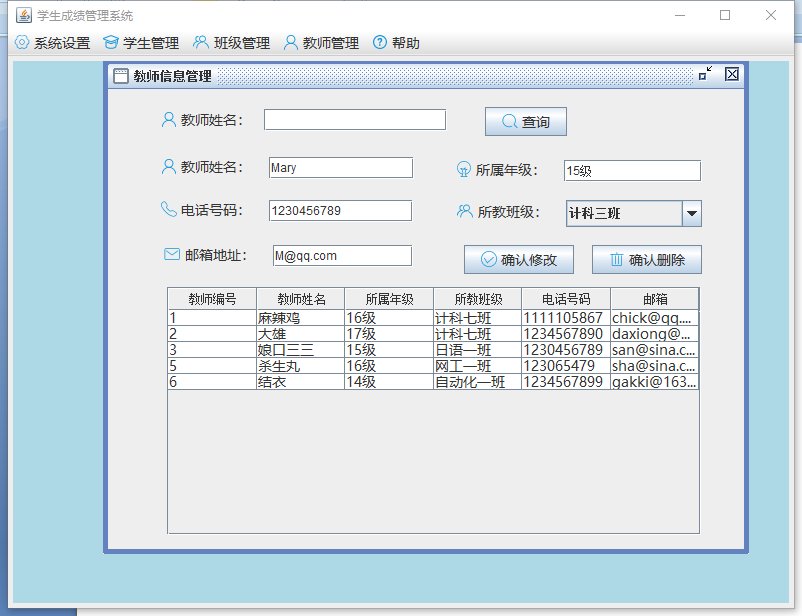 学生成绩管理系统
系统设置 学生管理 班级管理 教师管理 帮助
教师信息管理
教师姓名： 查询
教师姓名： Mary 所属年级： 15级
电话号码： 1230456789 所教班级： 计科三班
邮箱地址： M@qq.com 确认修改 确认删除
教师编号 教师姓名 所属年级 所教班级 电话号码 邮箱
1 麻辣鸡 16级 计科七班 1111105867 chick@qq....
2 大雄 17级 计科七班 1234567890 daxiong@...
3 娘口三三 15级 日语一班 1230456789 san@sina.c...
5 杀生丸 16级 网工一班 123065479 sha@sina.c...
6 结衣 14级 自动化一班 1234567899 gakki@163...